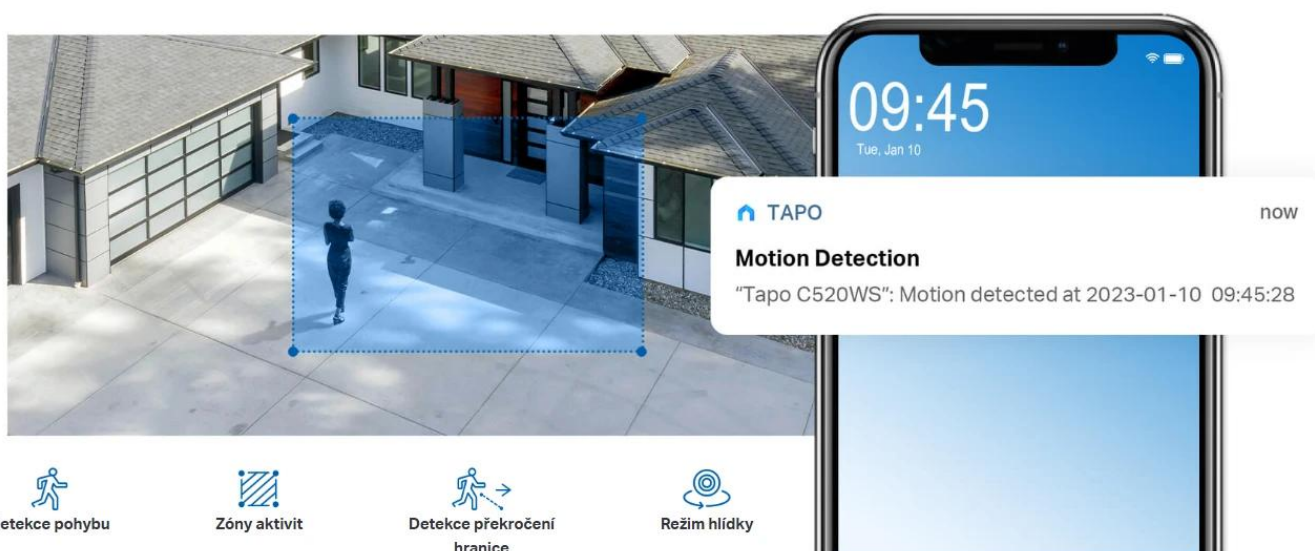 09:45
Tue, Jan 10
TAPO
now
Motion Detection
“Tapo C520WS”: Motion detected at 2023-01-10 09:45:28
etekce pohybu
Zóny aktivit
Detekce překročení
hranice
Režim hlídky